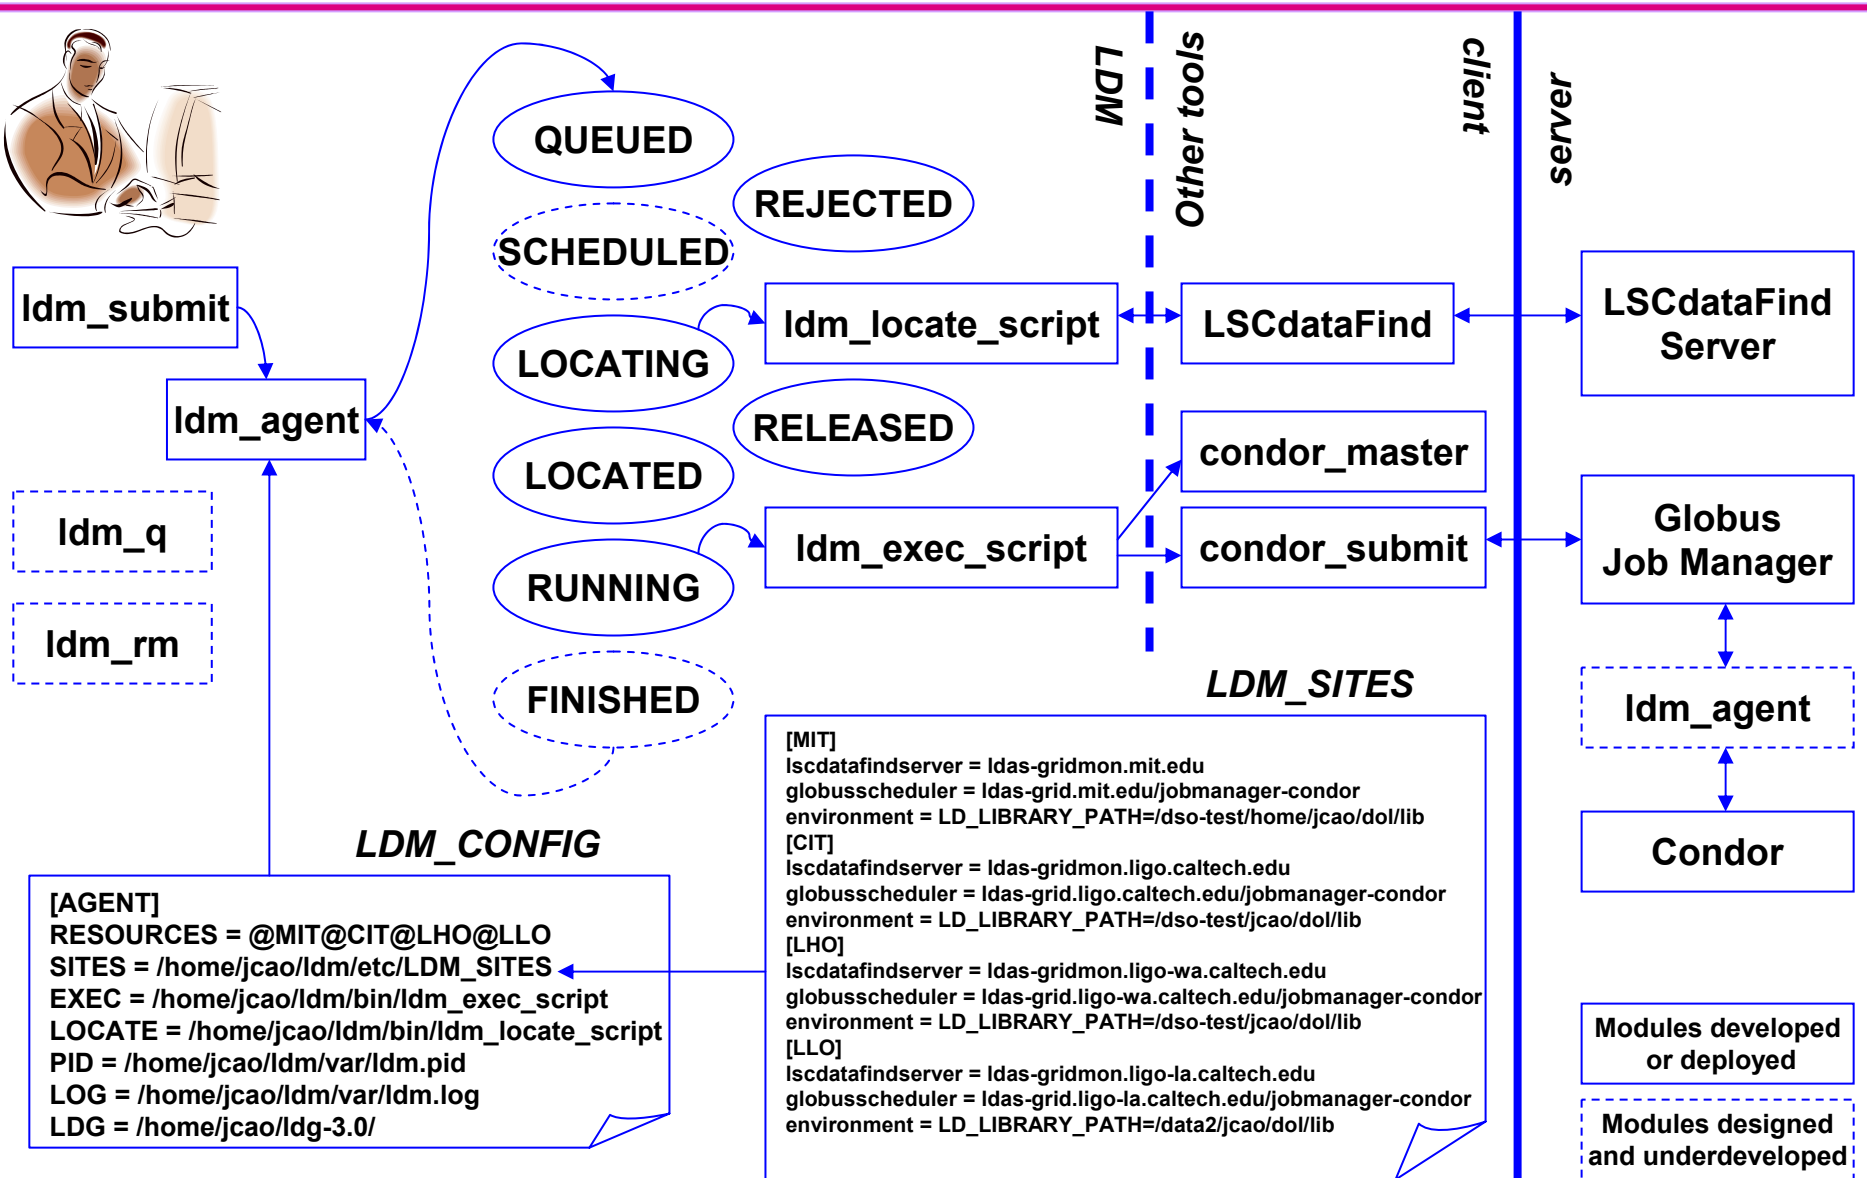 LDM
Other tools
client
server
QUEUED
REJECTED
SCHEDULED
ldm_submit
LOCATING
ldm_locate_script
LSCdataFind
LSCdataFind
Server
ldm_agent
RELEASED
LOCATED
condor_master
ldm_q
ldm_exec_script
condor_submit
Globus
Job Manager
RUNNING
ldm_rm
FINISHED
ldm_agent
Condor
LDM_SITES
[MIT]
lscdatafindserver = ldas-gridmon.mit.edu
globusscheduler = ldas-grid.mit.edu/jobmanager-condor
environment = LD_LIBRARY_PATH=/dso-test/home/jcao/dol/lib
[CIT]
lscdatafindserver = ldas-gridmon.ligo.caltech.edu
globusscheduler = ldas-grid.ligo.caltech.edu/jobmanager-condor
environment = LD_LIBRARY_PATH=/dso-test/jcao/dol/lib
[LHO]
lscdatafindserver = ldas-gridmon.ligo-wa.caltech.edu
globusscheduler = ldas-grid.ligo-wa.caltech.edu/jobmanager-condor
environment = LD_LIBRARY_PATH=/dso-test/jcao/dol/lib
[LLO]
lscdatafindserver = ldas-gridmon.ligo-la.caltech.edu
globusscheduler = ldas-grid.ligo-la.caltech.edu/jobmanager-condor
environment = LD_LIBRARY_PATH=/data2/jcao/dol/lib
LDM_CONFIG
[AGENT]
RESOURCES = @MIT@CIT@LHO@LLO
SITES = /home/jcao/ldm/etc/LDM_SITES
EXEC = /home/jcao/ldm/bin/ldm_exec_script
LOCATE = /home/jcao/ldm/bin/ldm_locate_script
PID = /home/jcao/ldm/var/ldm.pid
LOG = /home/jcao/ldm/var/ldm.log
LDG = /home/jcao/ldg-3.0/
Modules developed
or deployed
Modules designed
and underdeveloped